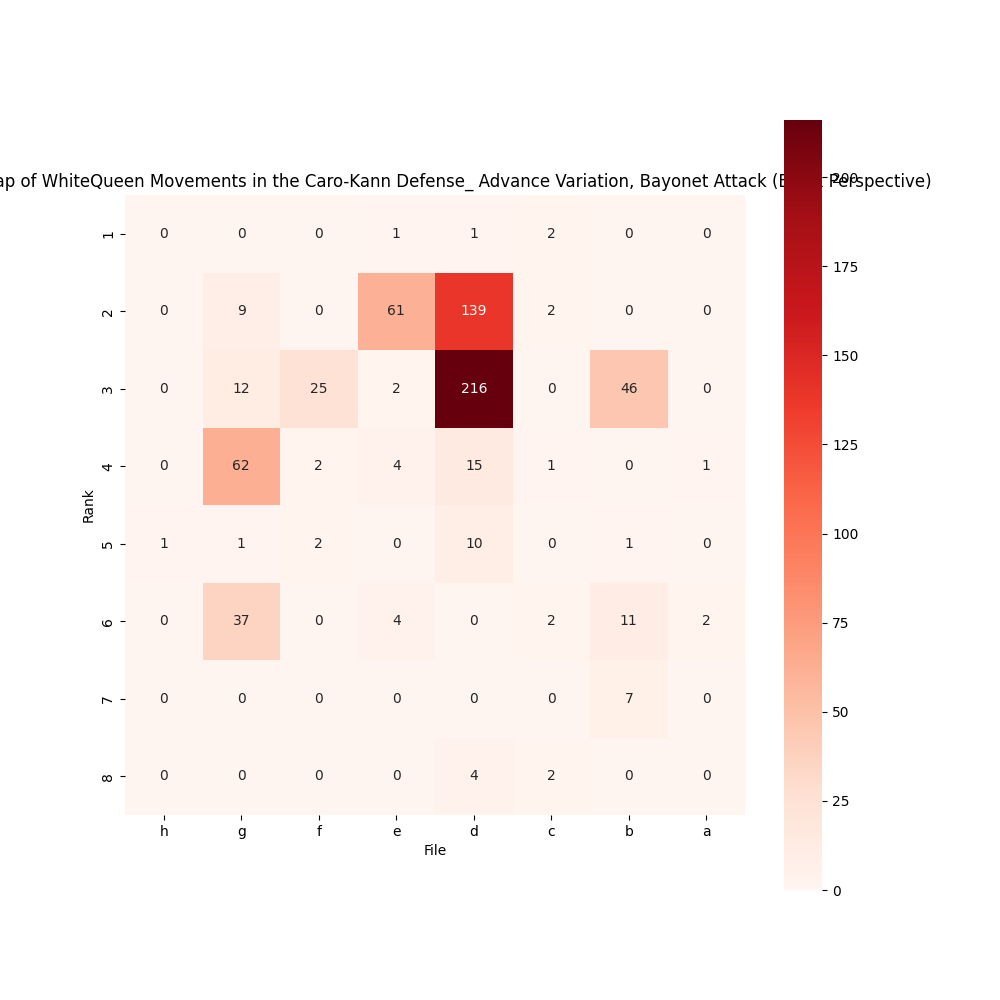 of WhiteQueen Movements in the Caro-Kann Defense_ Advance Variation, Bayonet Attack Perspective)
200
1 0 0 0 1 1 2 0 0
175
2 0 9 0 61 139 2 0 0
150
3 0 12 25 2 216 0 46 0
125
4 0 62 2 4 15 1 0 1
Rank
100
5 1 1 2 0 10 0 1 0
75
6 0 37 0 4 0 2 11 2
50
7 0 0 0 0 0 0 7 0
25
8 0 0 0 0 4 2 0 0
h g f e d c b a
File
0